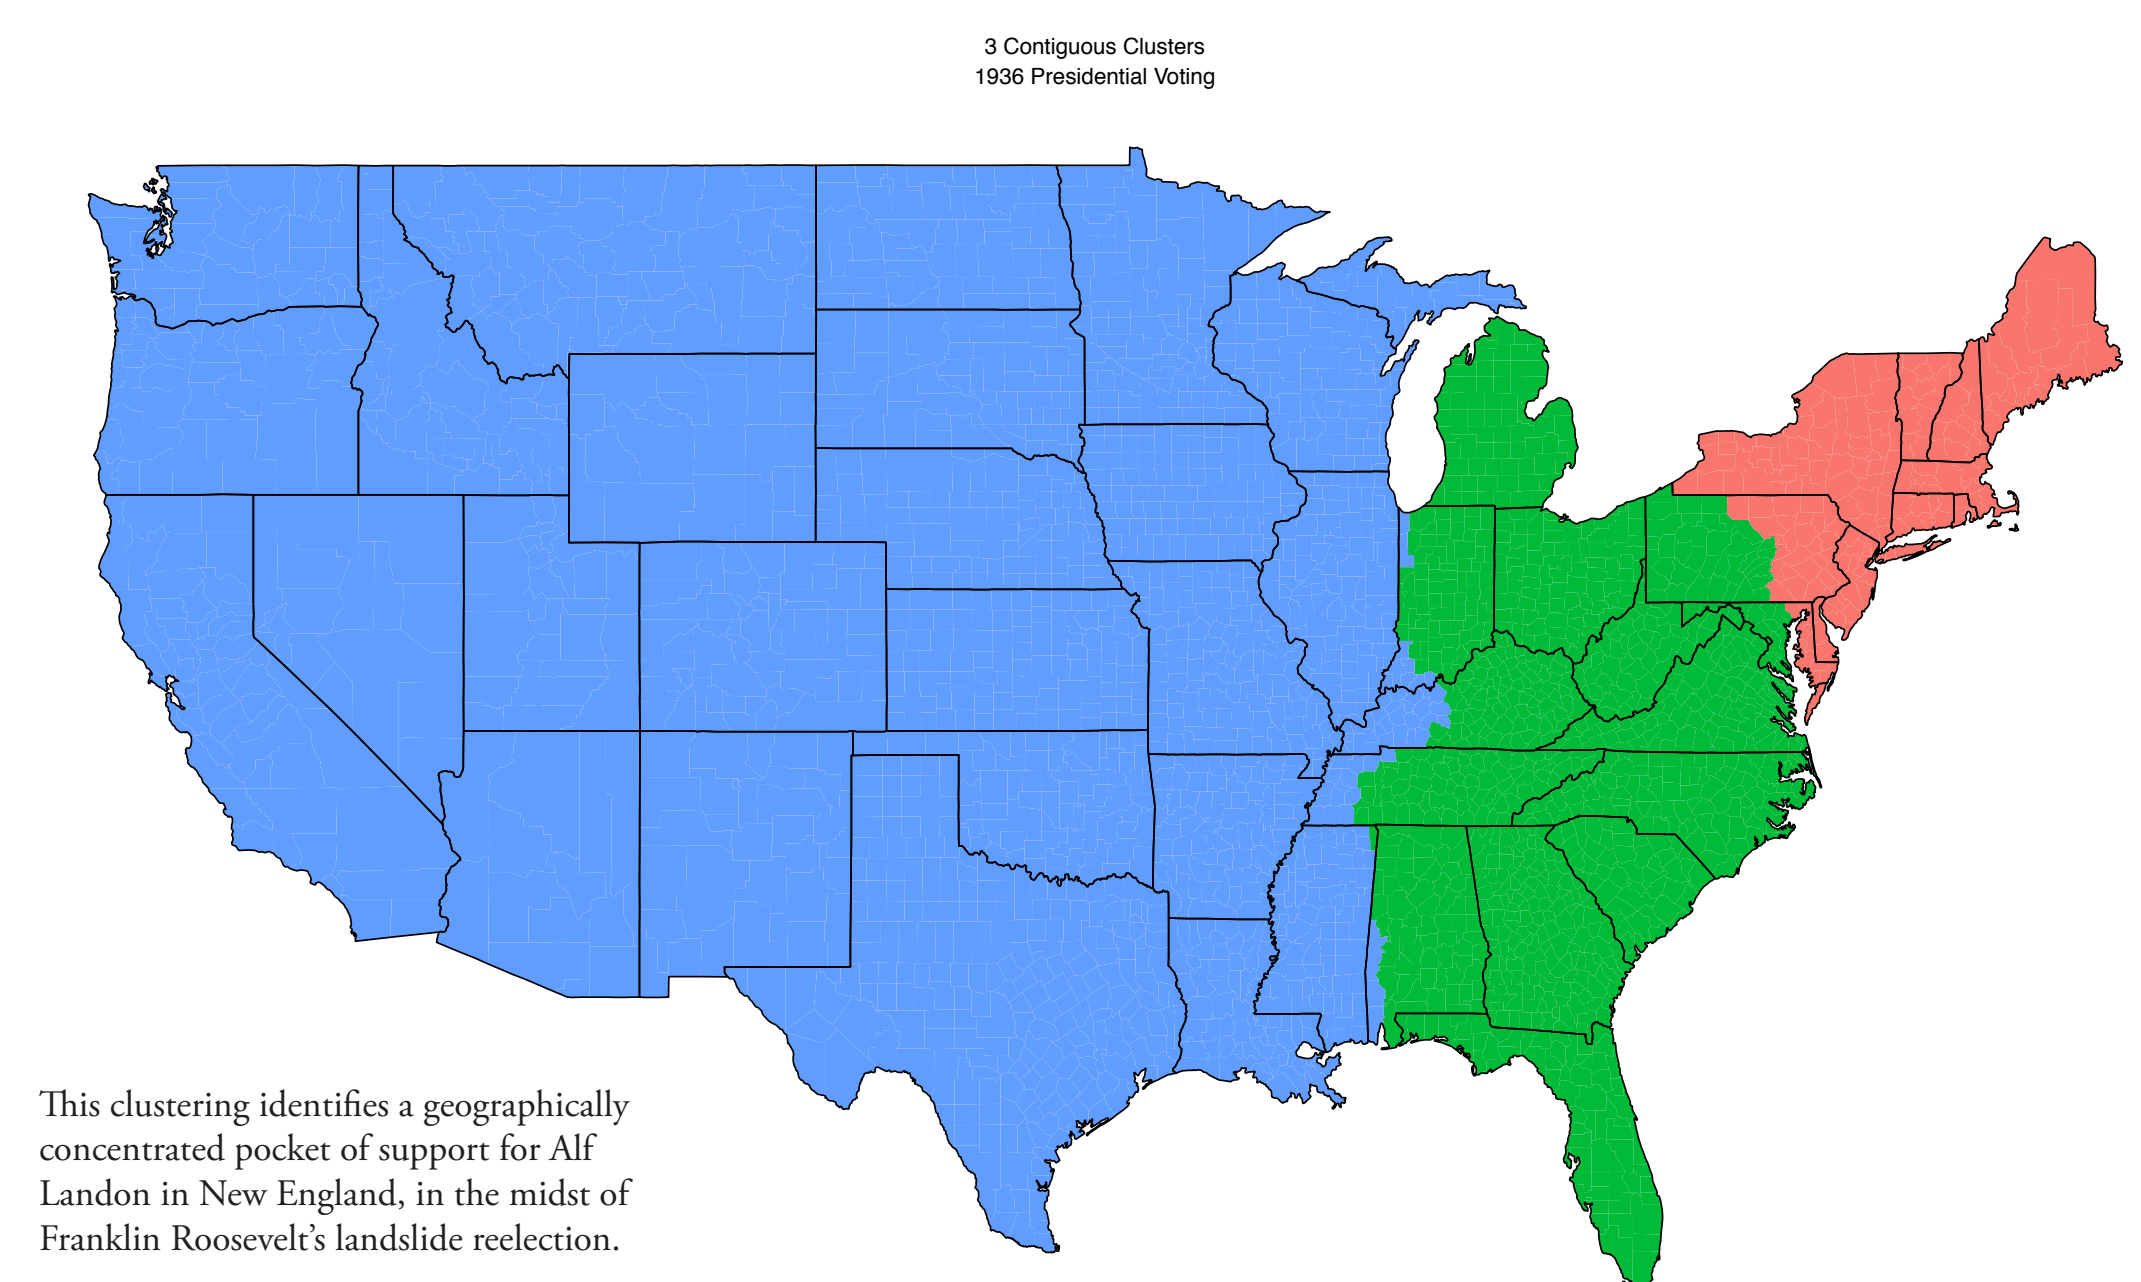 3 Contiguous Clusters
1936 Presidential Voting
This clustering identifies a geographically
concentrated pocket of support for Alf
Landon in New England, in the midst of
Franklin Roosevelt’s landslide reelection.